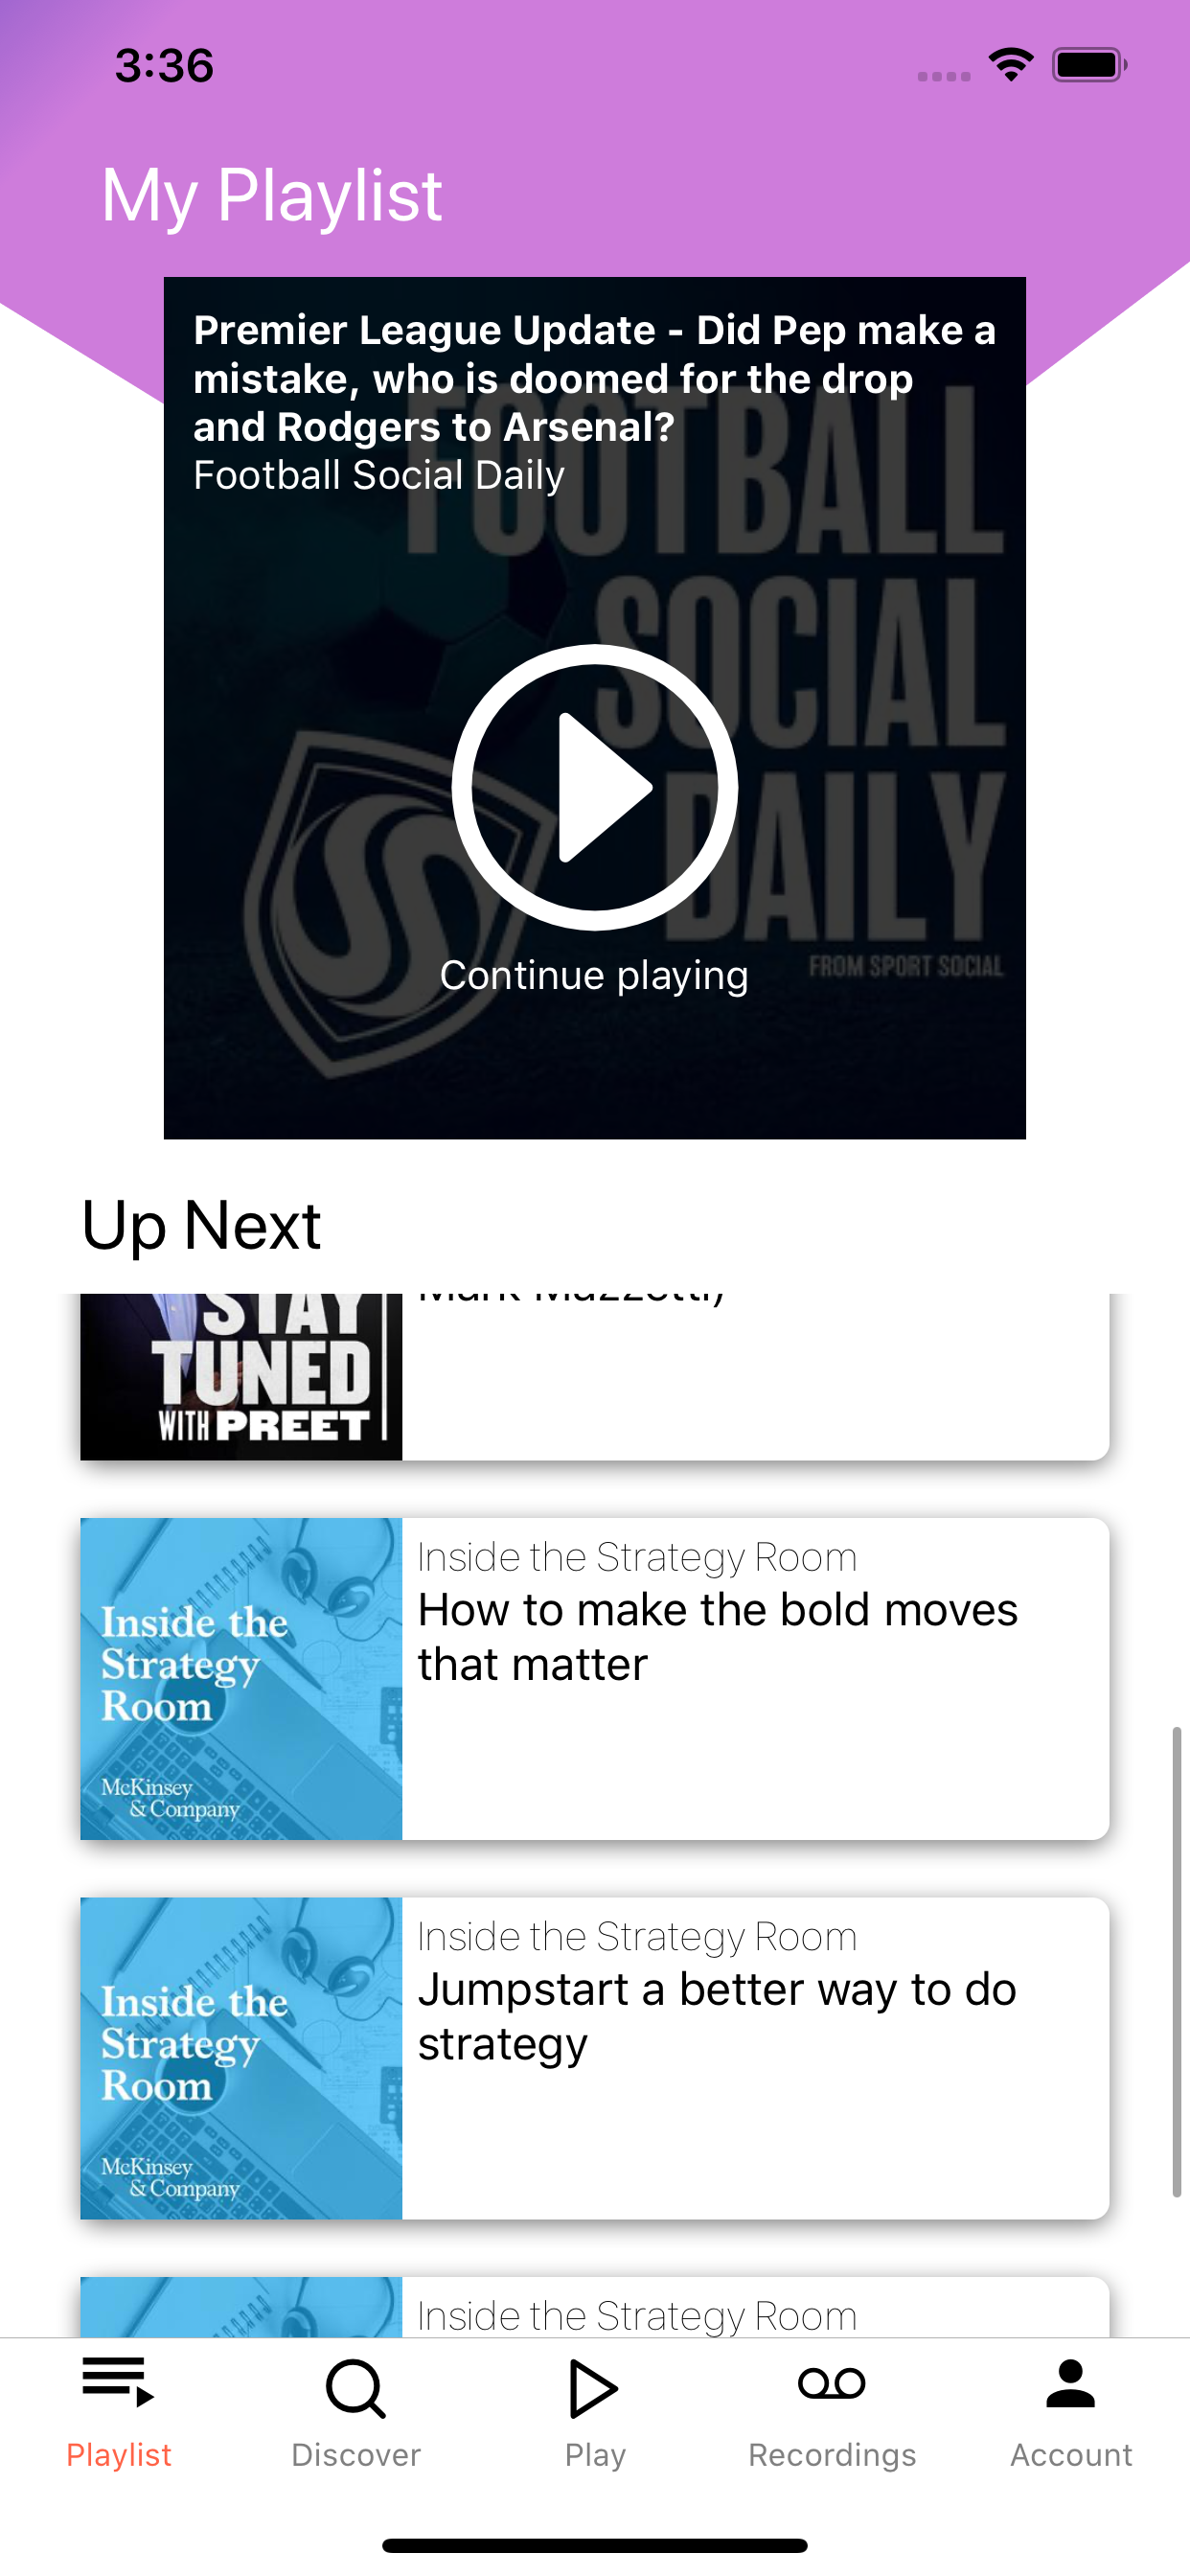 3:36
My Playlist
Premier League Update - Did Pep make a
mistake, who is doomed for the drop
and Rodgers to Arsenal?
Football Social Daily
FOOTBALL
SOCIAL
DAILY
FROM SPORT SOCIAL
Continue playing
Up Next
STAY
TUNED
WITH PREET
Mark Mazzetti)
Inside the
Strategy
Room
McKinsey
& Company
Inside the Strategy Room
How to make the bold moves
that matter
Inside the
Strategy
Room
McKinsey
& Company
Inside the Strategy Room
Jumpstart a better way to do
strategy
Inside the Strategy Room
Playlist
Discover
Play
Recordings
Account